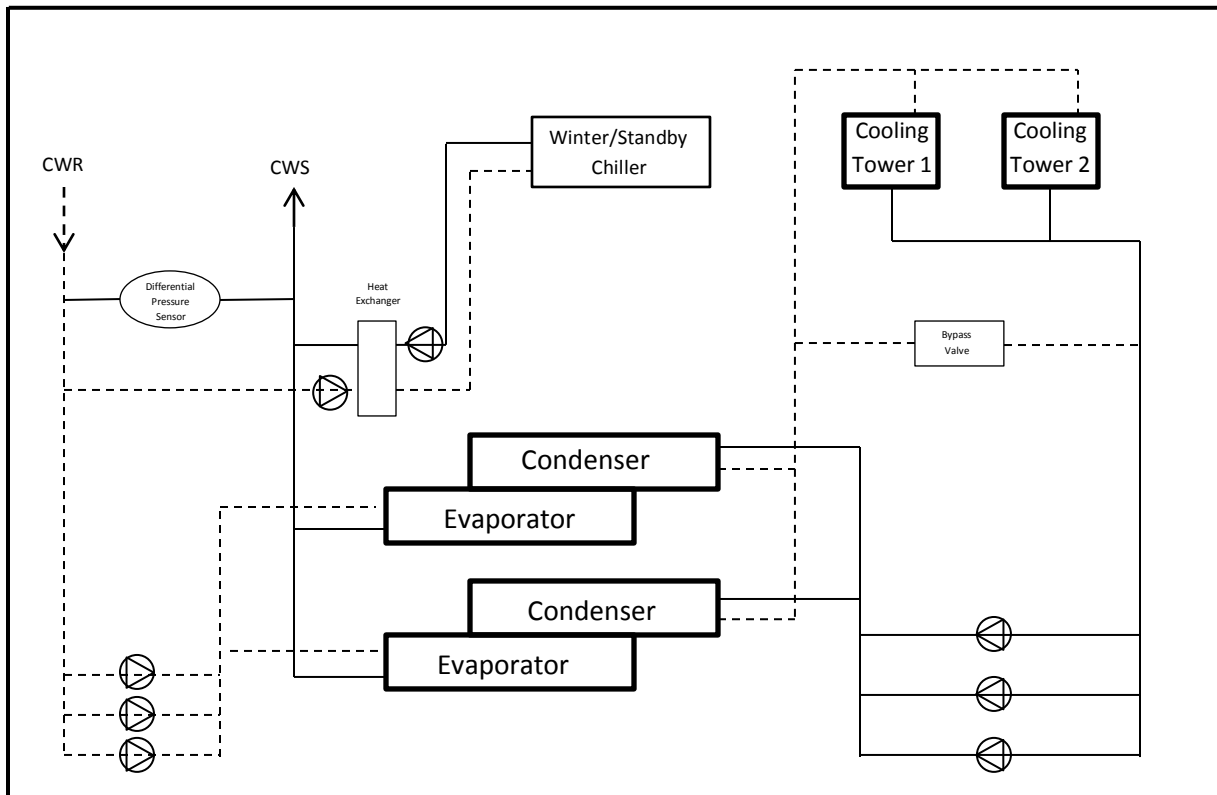 CWR
CWS
Winter/Standby
Chiller
Cooling
Tower 1
Cooling
Tower 2
Differential
Pressure
Sensor
Heat
Exchanger
Bypass
Valve
Condenser
Evaporator
Condenser
Evaporator